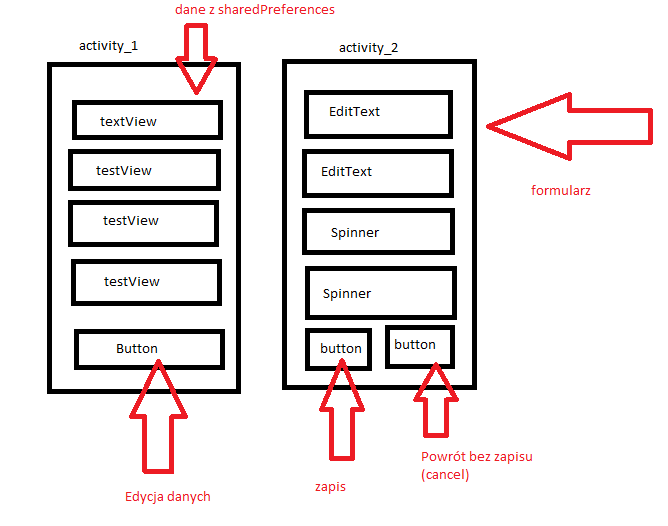 dane z sharedPreferences
activity_1
textView
testView
testView
testView
Button
Edycja danych
activity_2
EditText
EditText
Spinner
Spinner
button
button
formularz
zapis
Powrót bez zapisu
(cancel)